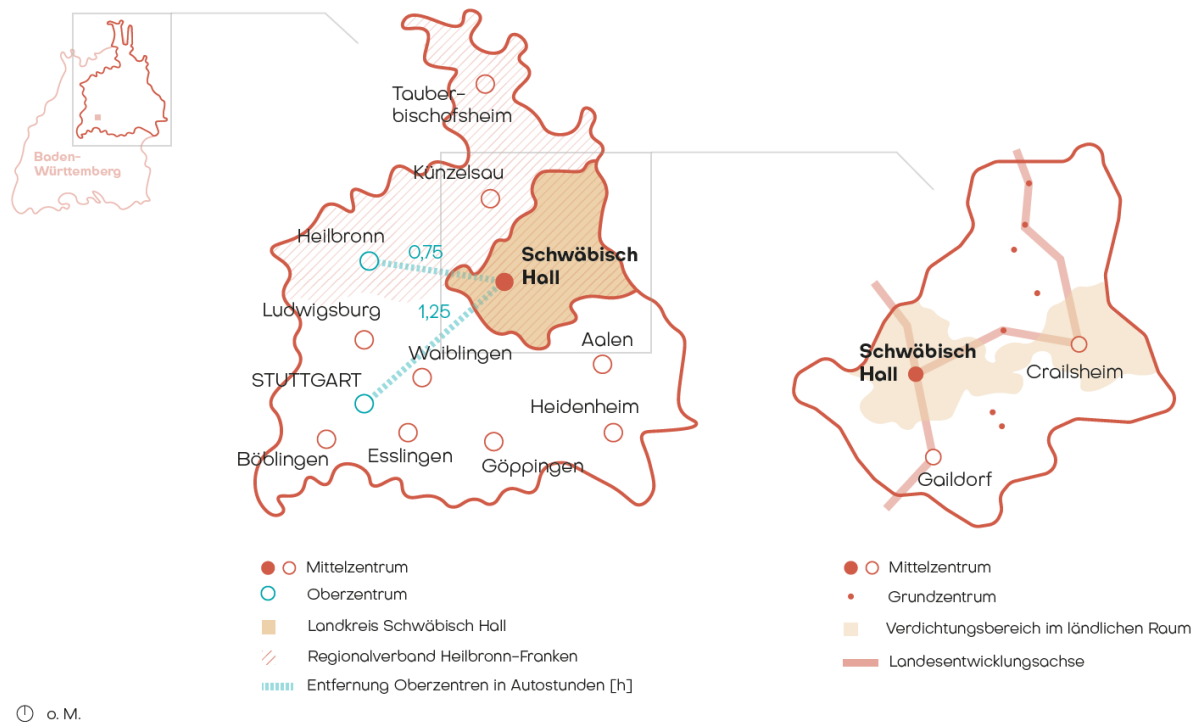 Baden-
Württemberg
Tauber-
bischofsheim
Künzelsau
Heilbronn
0,75
Schwäbisch
Hall
Ludwigsburg
1,25
Waiblingen
Aalen
STUTTGART
Heidenheim
Böblingen
Esslingen
Göppingen
Schwäbisch
Hall
Crailsheim
Gaildorf
Mittelzentrum
Oberzentrum
Landkreis Schwäbisch Hall
Regionalverband Heilbronn-Franken
Entfernung Oberzentren in Autostunden [h]
Mittelzentrum
Grundzentrum
Verdichtungsbereich im ländlichen Raum
Landesentwicklungsachse
o. M.